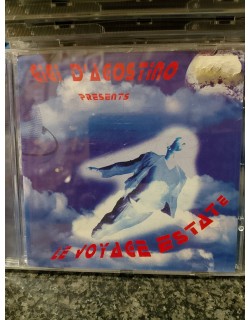 GIGI D'AGOSTINO
PRESENTS
LE VOYAGE ESTATE